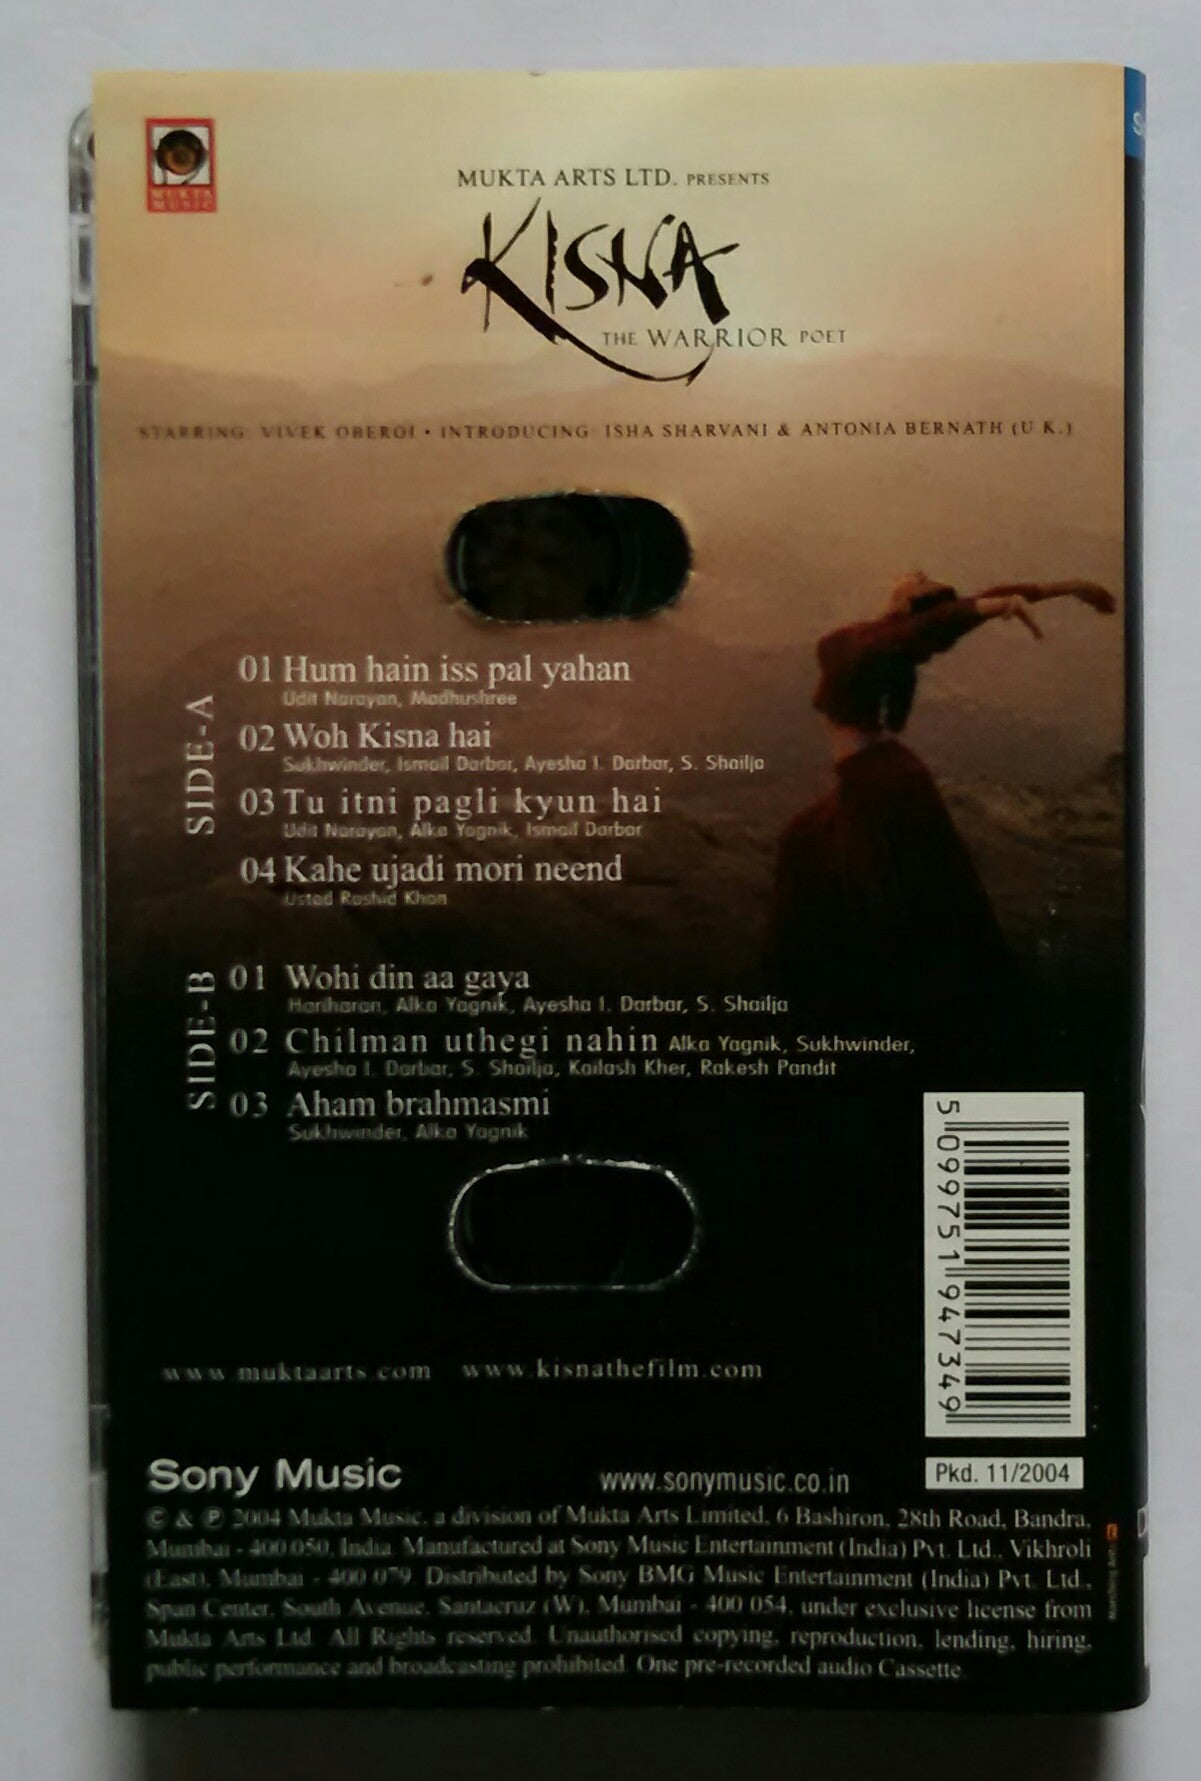 MUKTA
MUSIC
MUKTA ARTS LTD. PRESENTS
KISNA
THE WARRIOR POET
STARRING: VIVEK OBEROI • INTRODUCING: ISHA SHARVANI & ANTONIA BERNATH (U.K.)
SIDE-A
01 Hum hain iss pal yahan
Udit Narayan, Madhushree
02 Woh Kisna hai
Sukhwinder, Ismail Darbar, Ayesha I. Darbar, S. Shailja
03 Tu itni pagli kyun hai
Udit Narayan, Alka Yagnik, Ismail Darbar
04 Kahe ujadi mori neend
Ustad Rashid Khan
SIDE-B
01 Wohi din aa gaya
Hariharan, Alka Yagnik, Ayesha I. Darbar, S. Shailja
02 Chilman uthegi nahin Alka Yagnik, Sukhwinder,
Ayesha I. Darbar, S. Shailja, Kailash Kher, Rakesh Pandit
03 Aham brahmasmi
Sukhwinder, Alka Yagnik
5 099751 947349
www.muktaarts.com www.kisnathefilm.com
Sony Music
www.sonymusic.co.in
Pkd. 11/2004
© & ℗ 2004 Mukta Music, a division of Mukta Arts Limited, 6 Bashiron, 28th Road, Bandra,
Mumbai - 400 050, India. Manufactured at Sony Music Entertainment (India) Pvt. Ltd., Vikhroli
(East), Mumbai - 400 079. Distributed by Sony BMG Music Entertainment (India) Pvt. Ltd.,
Span Center, South Avenue, Santacruz (W), Mumbai - 400 054, under exclusive license from
Mukta Arts Ltd. All Rights reserved. Unauthorised copying, reproduction, lending, hiring,
public performance and broadcasting prohibited. One pre-recorded audio Cassette.